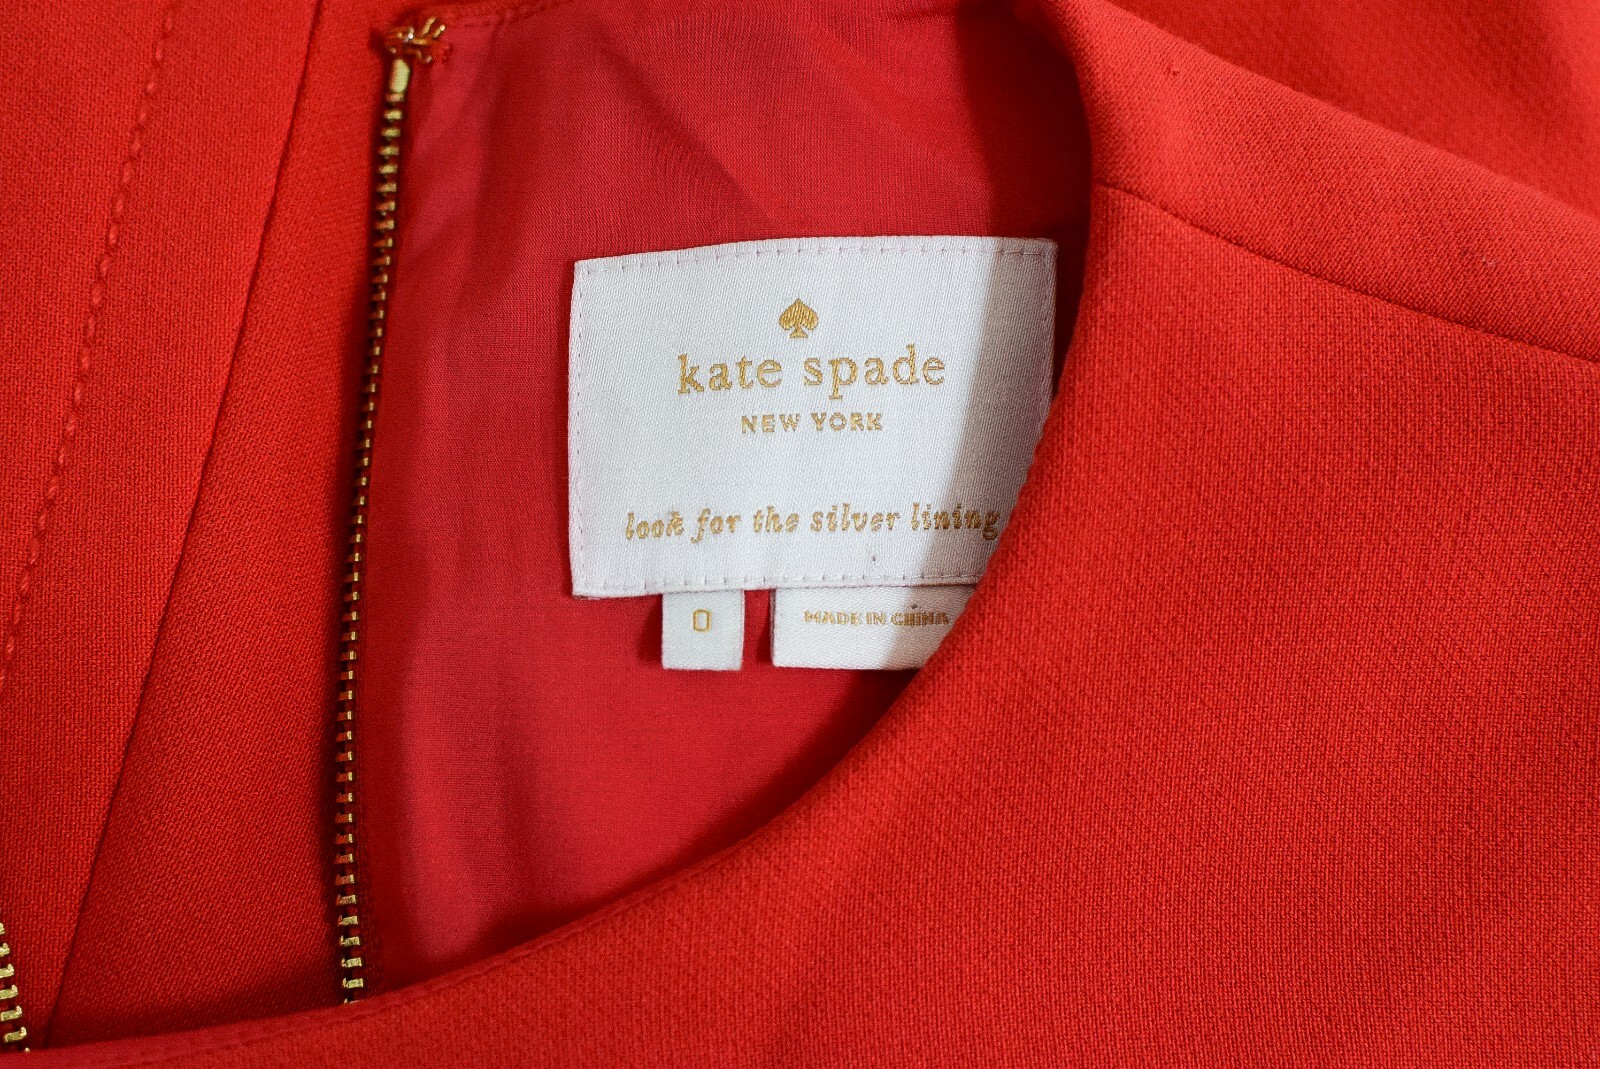 kate spade
NEW YORK
look for the silver lining
0
MADE IN CHINA